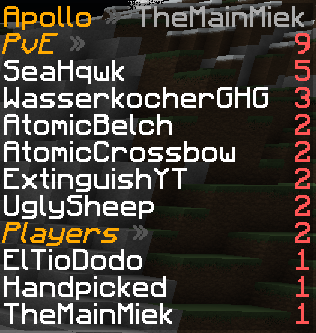 Apollo » TheMainMiek
PvE » 9
SeaHqwk 5
WasserkocherGHG 3
AtomicBelch 2
AtomicCrossbow 2
ExtinguishYT 2
UglySheep 2
Players » 2
ElTioDodo 1
Handpicked 1
TheMainMiek 1